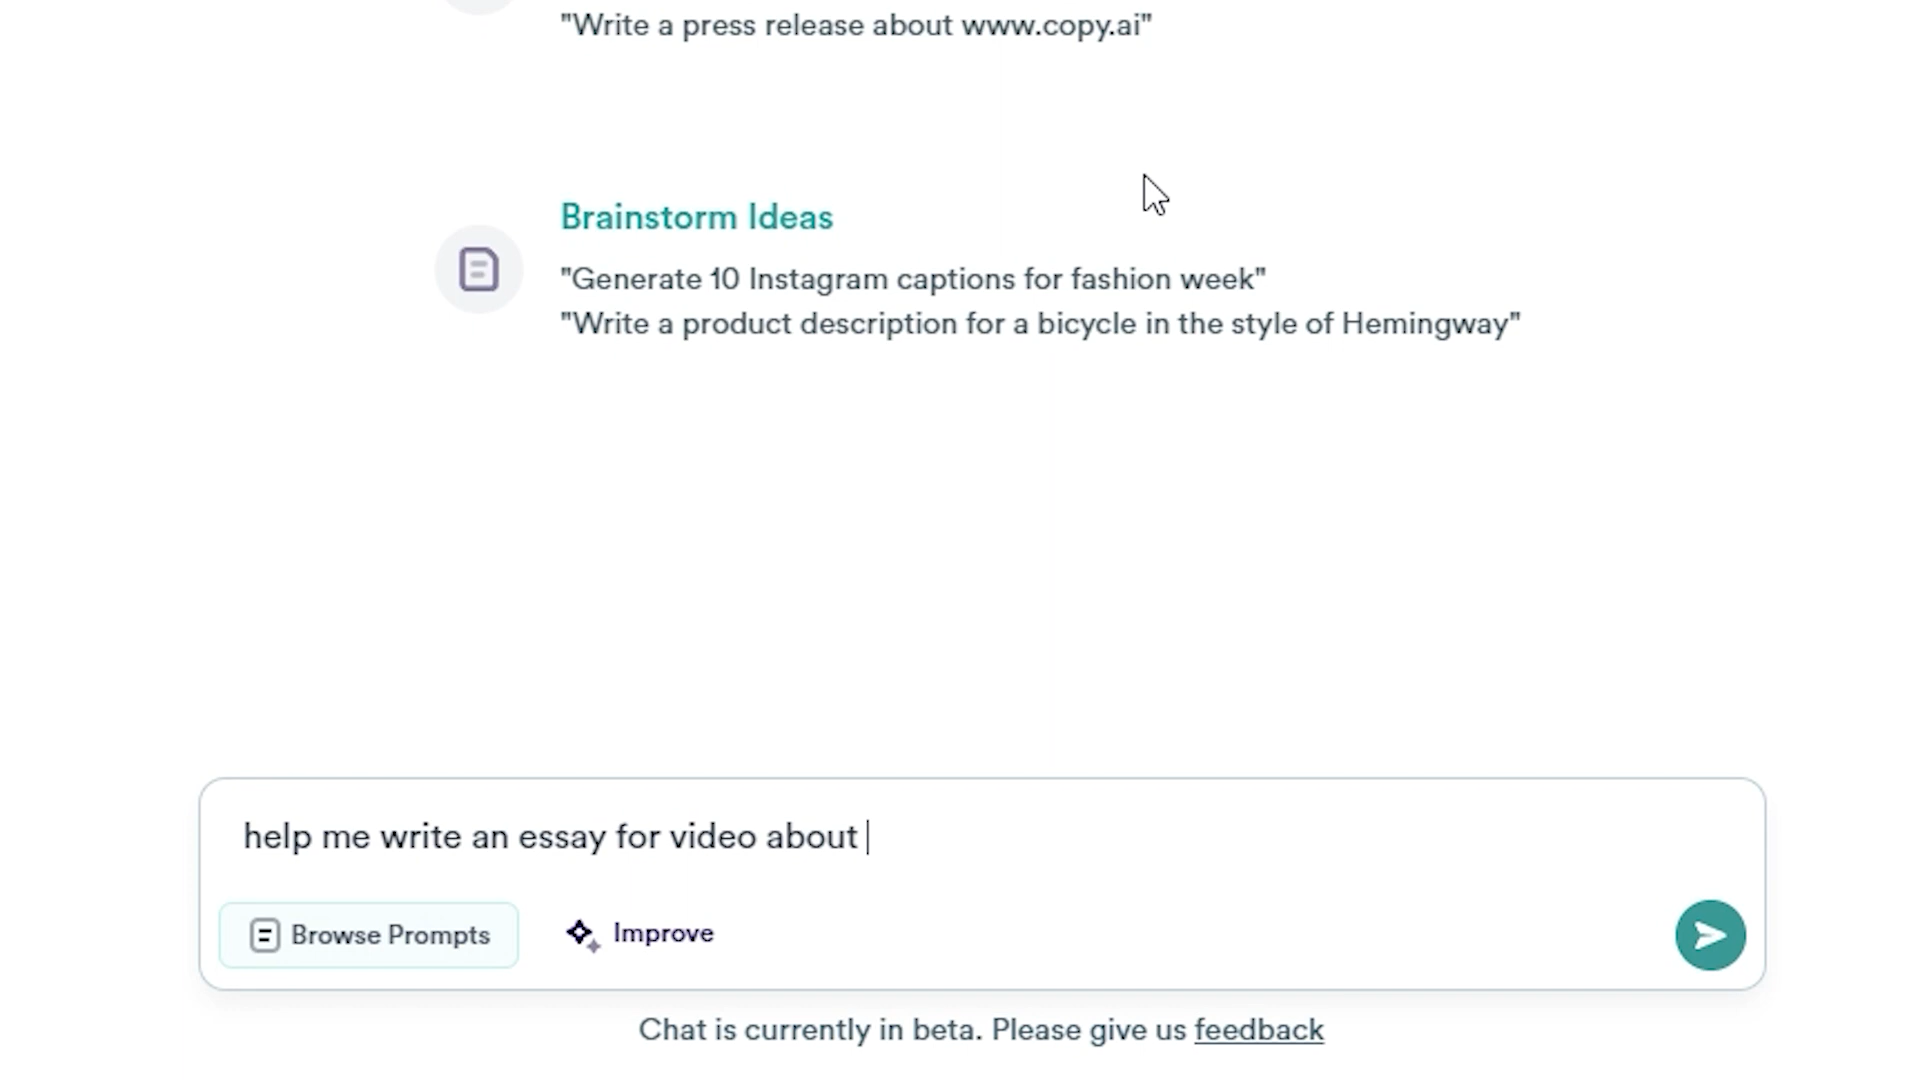 "Write a press release about www.copy.ai"
Brainstorm Ideas
"Generate 10 Instagram captions for fashion week"
"Write a product description for a bicycle in the style of Hemingway"
help me write an essay for video about
Browse Prompts
Improve
Chat is currently in beta. Please give us feedback